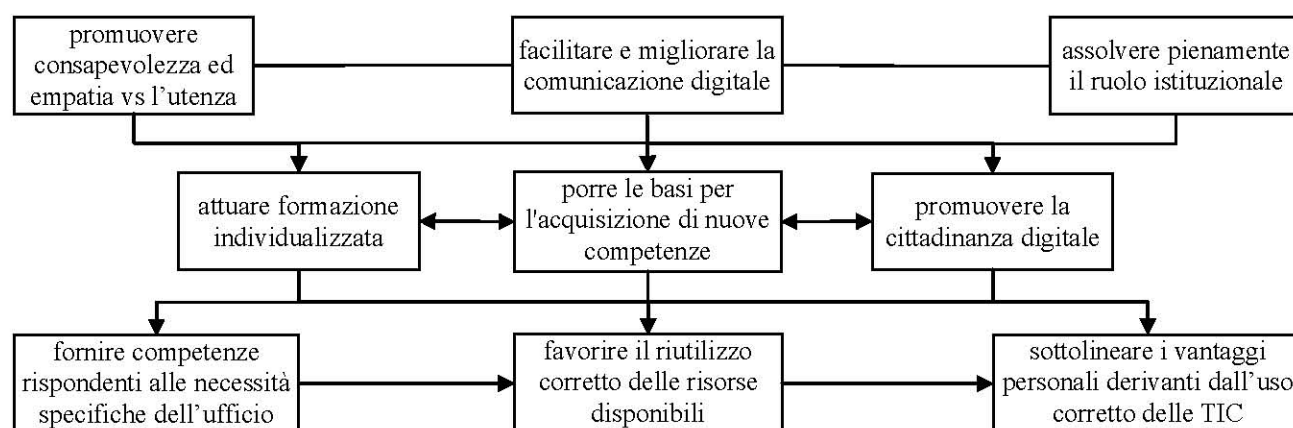 promuovere
consapevolezza ed
empatia vs l'utenza
facilitare e migliorare la
comunicazione digitale
assolvere pienamente
il ruolo istituzionale
attuare formazione
individualizzata
porre le basi per
l'acquisizione di nuove
competenze
promuovere la
cittadinanza digitale
fornire competenze
rispondenti alle necessità
specifiche dell'ufficio
favorire il riutilizzo
corretto delle risorse
disponibili
sottolineare i vantaggi
personali derivanti dall'uso
corretto delle TIC